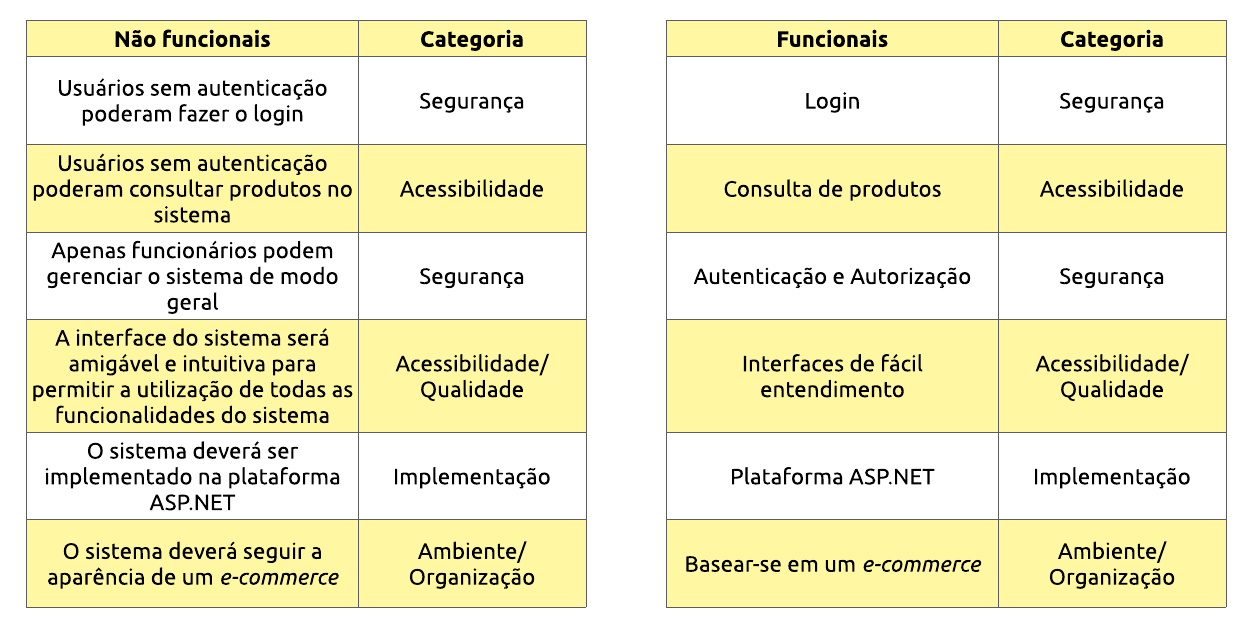 Não funcionais
Categoria
Usuários sem autenticação
poderam fazer o login
Segurança
Usuários sem autenticação
poderam consultar produtos no
sistema
Acessibilidade
Apenas funcionários podem
gerenciar o sistema de modo
geral
Segurança
A interface do sistema será
amigável e intuitiva para
permitir a utilização de todas as
funcionalidades do sistema
Acessibilidade/
Qualidade
O sistema deverá ser
implementado na plataforma
ASP.NET
Implementação
O sistema deverá seguir a
aparência de um e-commerce
Ambiente/
Organização
Funcionais
Categoria
Login
Segurança
Consulta de produtos
Acessibilidade
Autenticação e Autorização
Segurança
Interfaces de fácil
entendimento
Acessibilidade/
Qualidade
Plataforma ASP.NET
Implementação
Basear-se em um e-commerce
Ambiente/
Organização